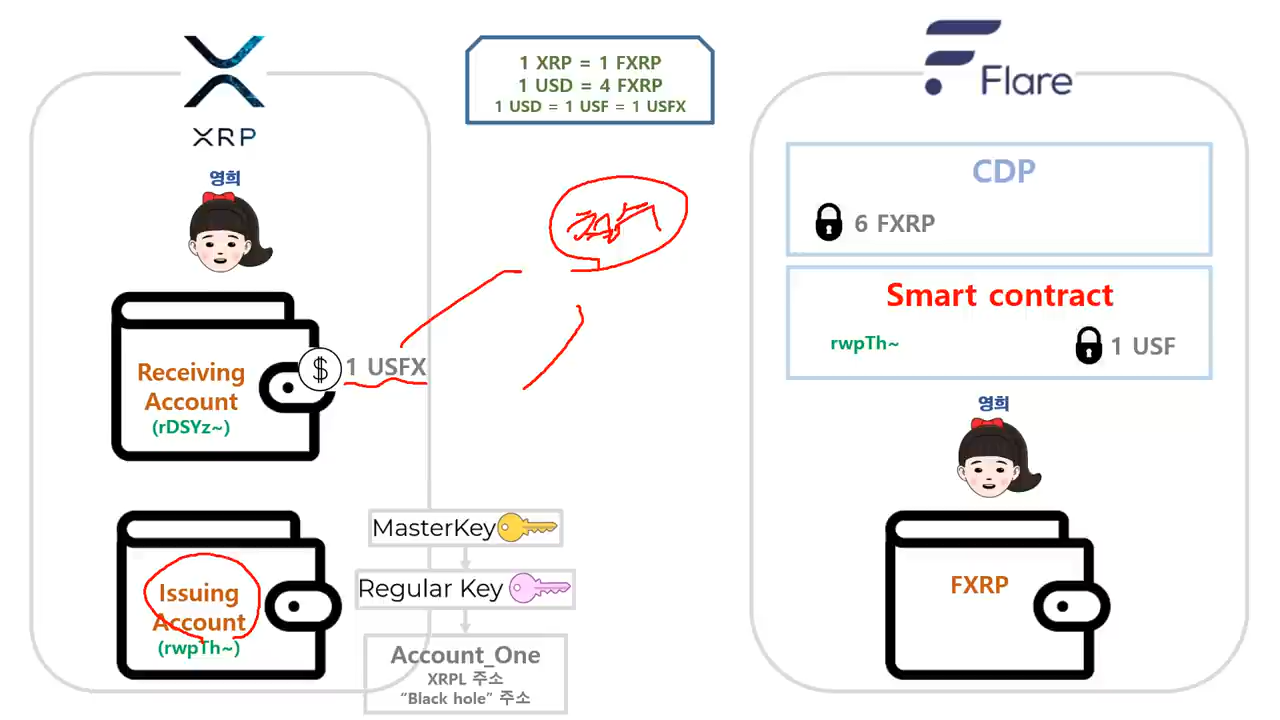 XRP
영희
Receiving
Account
(rDSYz~)
$
1 USFX
Issuing
Account
(rwpTh~)
MasterKey
Regular Key
Account_One
XRPL 주소
“Black hole” 주소
1 XRP = 1 FXRP
1 USD = 4 FXRP
1 USD = 1 USF = 1 USFX
Flare
CDP
6 FXRP
Smart contract
rwpTh~
1 USF
영희
FXRP